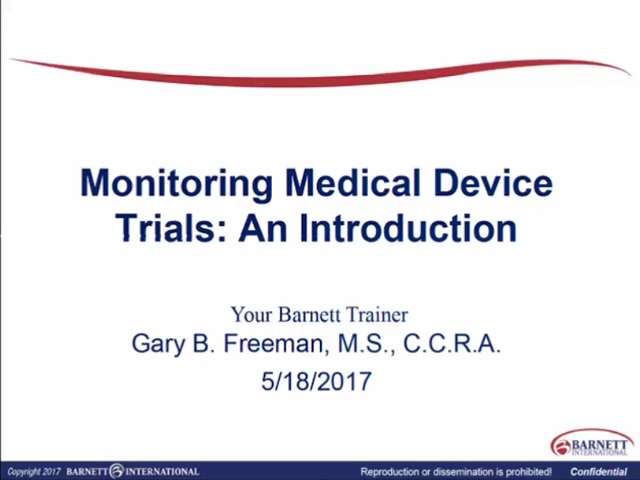 Monitoring Medical Device
Trials: An Introduction
Your Barnett Trainer
Gary B. Freeman, M.S., C.C.R.A.
5/18/2017
BARNETT
INTERNATIONAL
Copyright 2017 BARNETT INTERNATIONAL Reproduction or dissemination is prohibited! Confidential